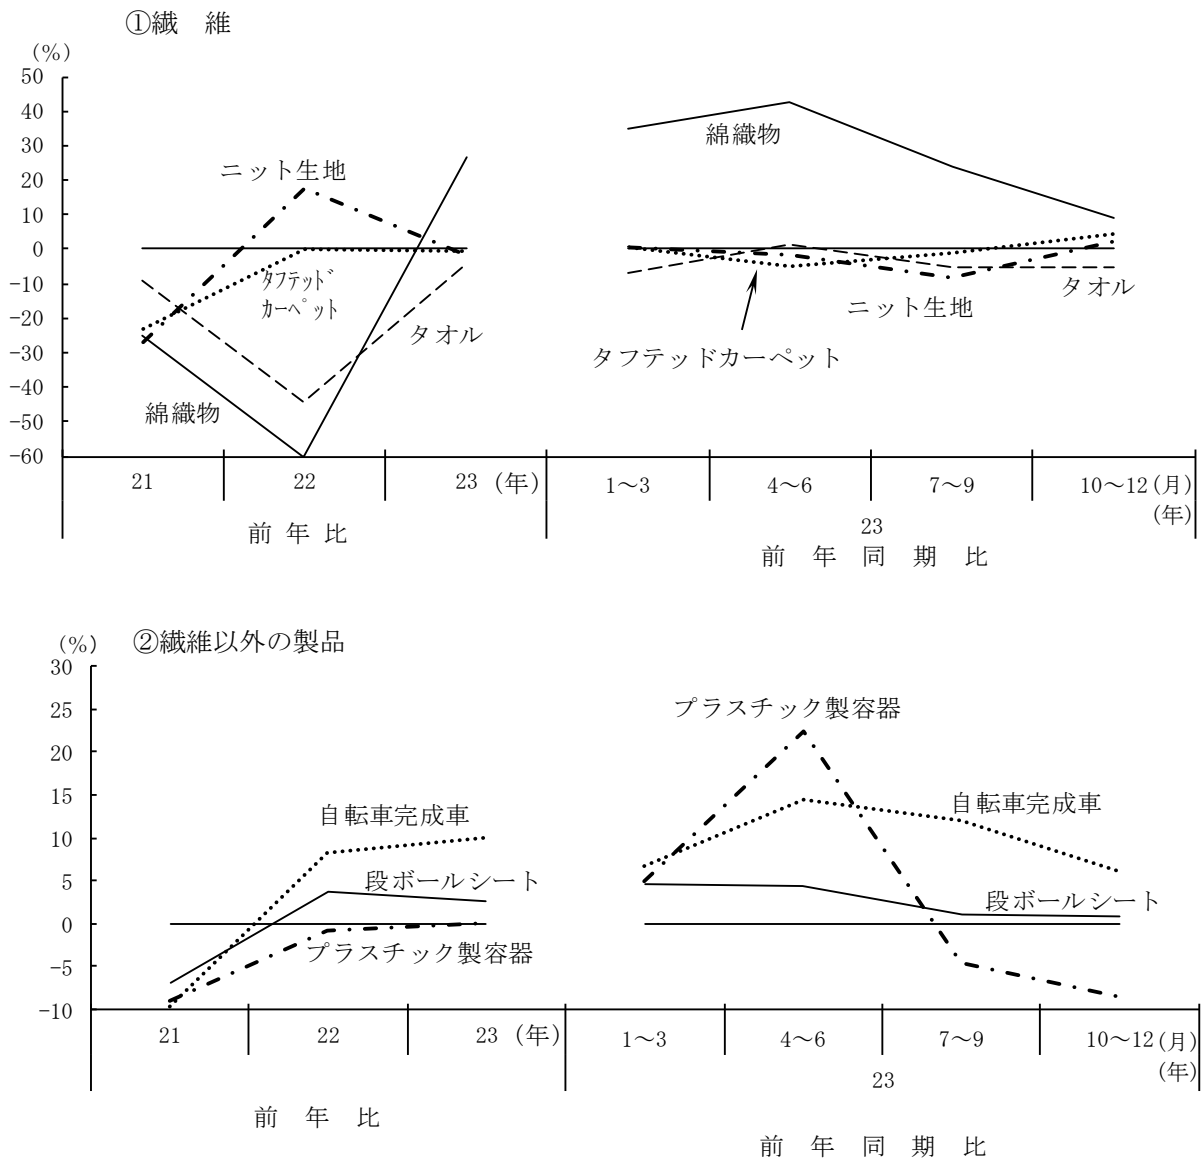 ①繊　維
(％)
50
40
30
20
10
0
−10
−20
−30
−40
−50
−60
ニット生地
タフテッド
カーペット
タオル
綿織物
綿織物
タオル
ニット生地
タフテッドカーペット
21 22 23 (年) 1～3 4～6 7～9 10～12(月)
(年)
前 年 比
23
前 年 同 期 比
②繊維以外の製品
(％)
30
25
20
15
10
5
0
−5
−10
自転車完成車
段ボールシート
プラスチック製容器
プラスチック製容器
自転車完成車
段ボールシート
21 22 23 (年) 1～3 4～6 7～9 10～12(月)
(年)
23
前 年 比
前 年 同 期 比